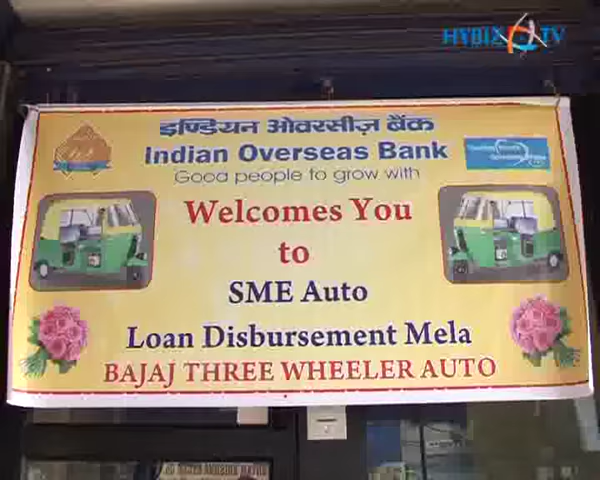 HYBIZ TV
इण्डियन ओवरसीज़ बैंक
Indian Overseas Bank
Good people to grow with
Welcomes You
to
SME Auto
Loan Disbursement Mela
BAJAJ THREE WHEELER AUTO